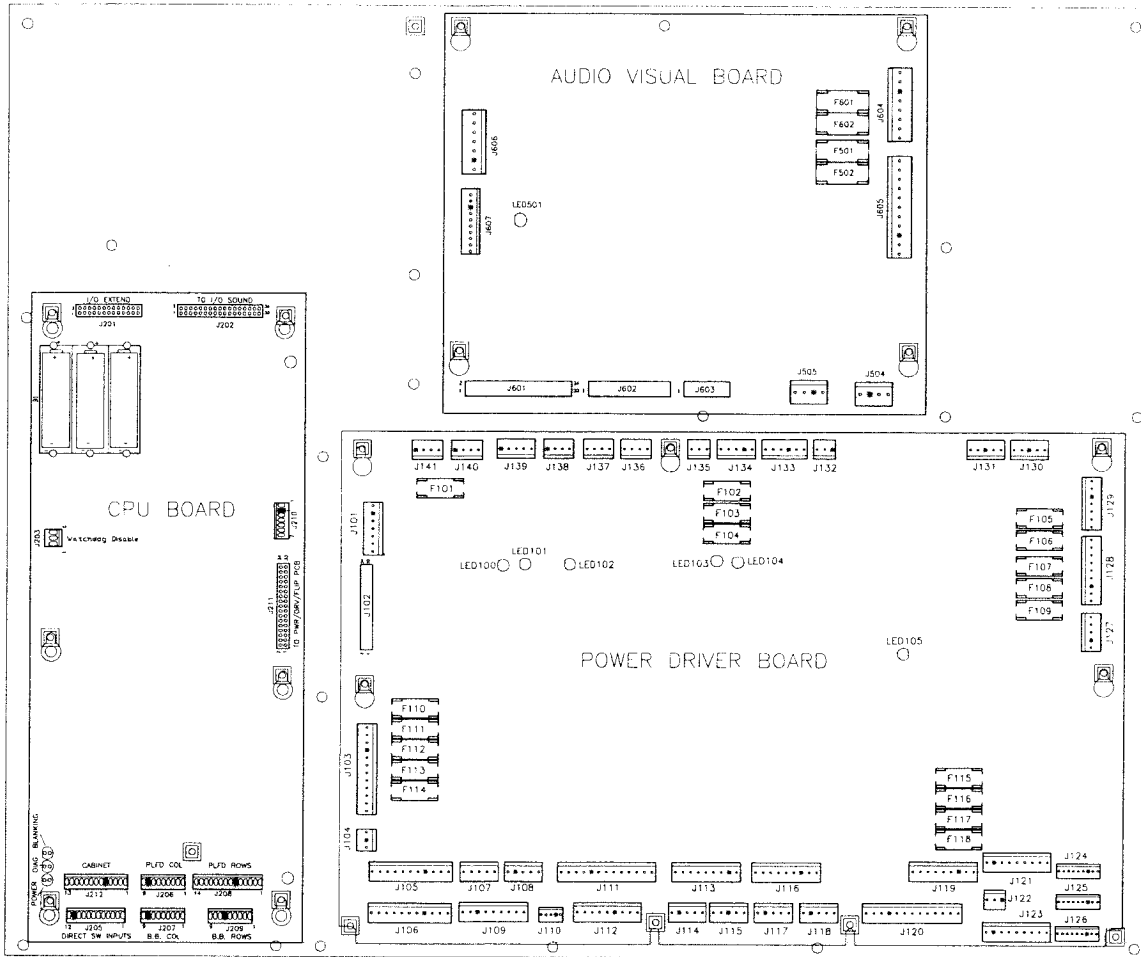 AUDIO VISUAL BOARD
F601
F602
F501
F502
J604
J605
J606
J607
LED501
J601
J602
J603
J505
J504
I/O EXTEND
J201
TO I/O SOUND
J202
CPU BOARD
J203
Watchdog Disable
J210
J211
TO PWR/DRV/FLIP PCB
POWER DIAG BLANKING
CABINET
J212
PLFD COL
J206
PLFD ROWS
J208
J205
DIRECT SW INPUTS
J207
B.B. COL
J209
B.B. ROWS
J141
J140
J139
J138
J137
J136
J135
J134
J133
J132
J131
J130
F101
F102
F103
F104
J101
J102
LED100
LED101
LED102
LED103
LED104
F105
F106
F107
F108
F109
J129
J128
J127
LED105
POWER DRIVER BOARD
F110
F111
F112
F113
F114
J103
J104
F115
F116
F117
F118
J105
J107
J108
J111
J113
J116
J119
J121
J124
J125
J122
J123
J126
J106
J109
J110
J112
J114
J115
J117
J118
J120